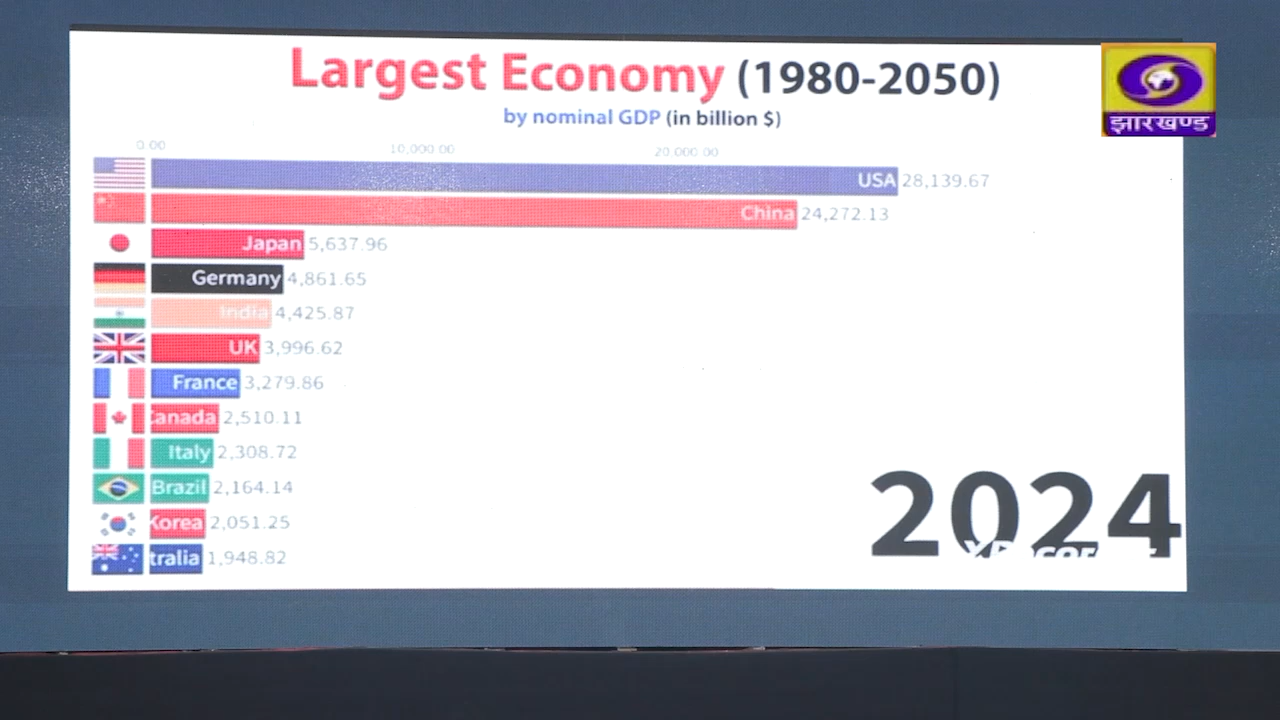 Largest Economy (1980-2050)
by nominal GDP (in billion $)
झारखण्ड
0.00 10,000.00 20,000.00
USA 28,139.67
China 24,272.13
Japan 5,637.96
Germany 4,861.65
India 4,425.87
UK 3,996.62
France 3,279.86
Canada 2,510.11
Italy 2,308.72
Brazil 2,164.14
Korea 2,051.25
tralia 1,948.82
2024